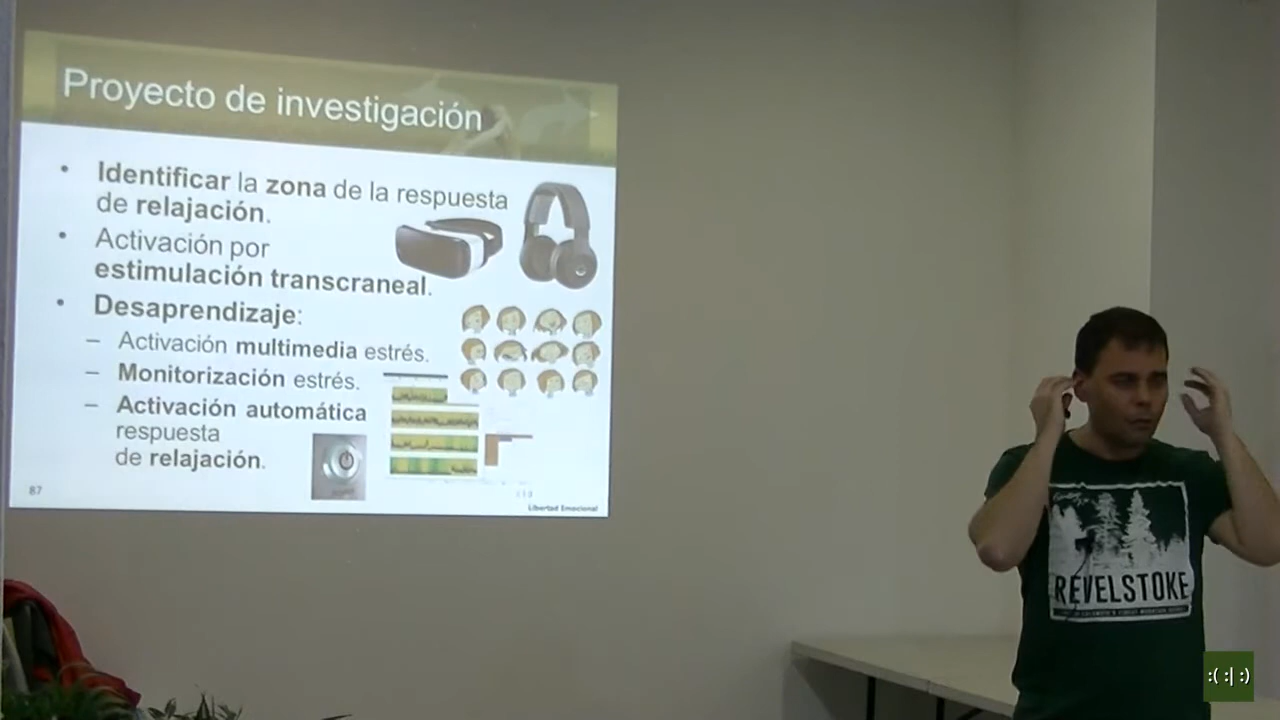 Proyecto de investigación
• Identificar la zona de la respuesta
de relajación.
• Activación por
estimulación transcraneal.
• Desaprendizaje:
– Activación multimedia estrés.
– Monitorización estrés.
– Activación automática
respuesta
de relajación.
87
Libertad Emocional
REVELSTOKE
:( :| :)